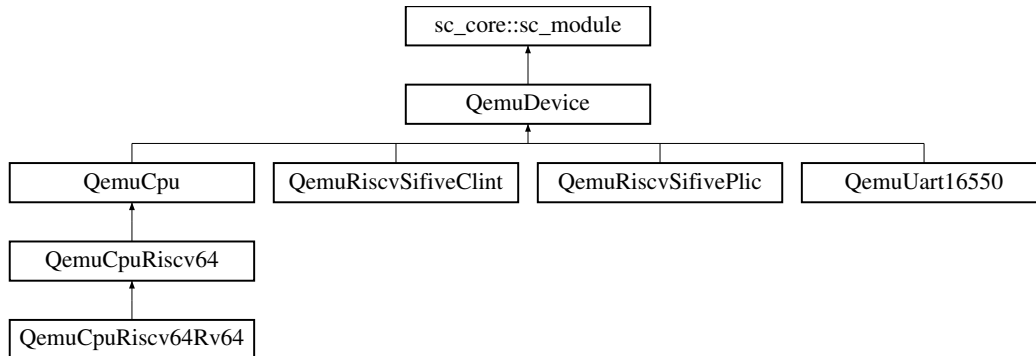 sc_core::sc_module
QemuDevice
QemuCpu
QemuRiscvSifiveClint
QemuRiscvSifivePlic
QemuUart16550
QemuCpuRiscv64
QemuCpuRiscv64Rv64